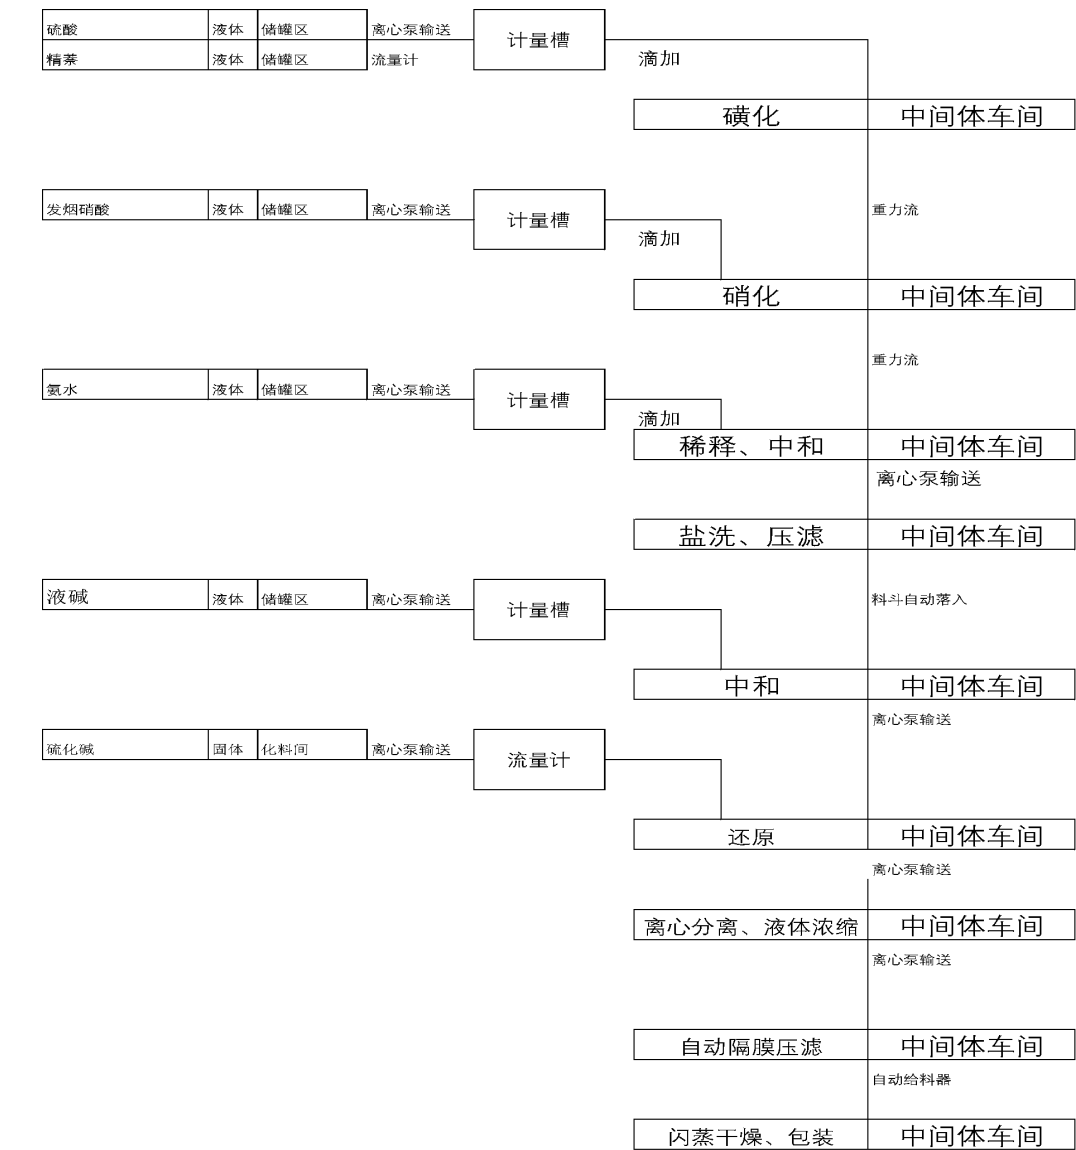 硫酸 液体 储罐区 离心泵输送 计量槽
精萘 液体 储罐区 流量计 滴加
磺化 中间体车间
发烟硝酸 液体 储罐区 离心泵输送 计量槽 重力流
滴加
硝化 中间体车间
重力流
氨水 液体 储罐区 离心泵输送 计量槽
滴加
稀释、中和 中间体车间
离心泵输送
盐洗、压滤 中间体车间
液碱 液体 储罐区 离心泵输送 计量槽 料斗自动落入
中和 中间体车间
离心泵输送
硫化碱 固体 化料间 离心泵输送 流量计
还原 中间体车间
离心泵输送
离心分离、液体浓缩 中间体车间
离心泵输送
自动隔膜压滤 中间体车间
自动给料器
闪蒸干燥、包装 中间体车间